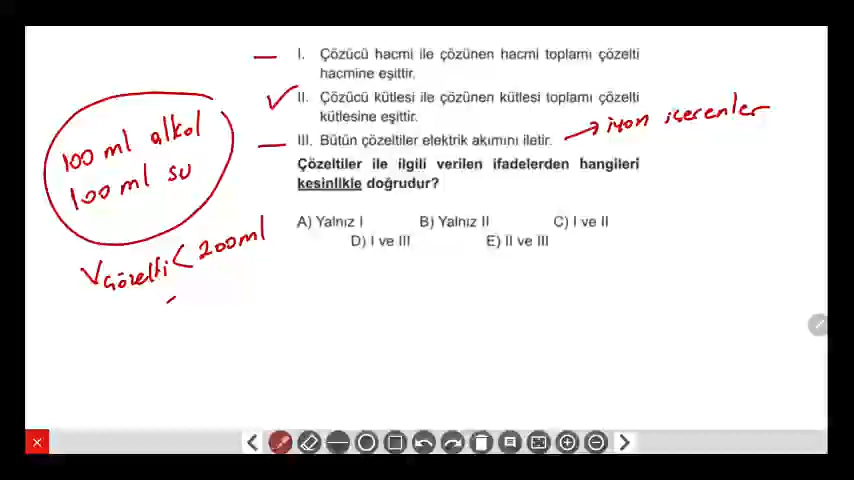 I. Çözücü hacmi ile çözünen hacmi toplamı çözelti
hacmine eşittir.
II. Çözücü kütlesi ile çözünen kütlesi toplamı çözelti
kütlesine eşittir.
III. Bütün çözeltiler elektrik akımını iletir.
iyon içerenler
Çözeltiler ile ilgili verilen ifadelerden hangileri
kesinlikle doğrudur?
A) Yalnız I B) Yalnız II C) I ve II
D) I ve III E) II ve III
100 ml alkol
100 ml su
Vçözelti < 200ml